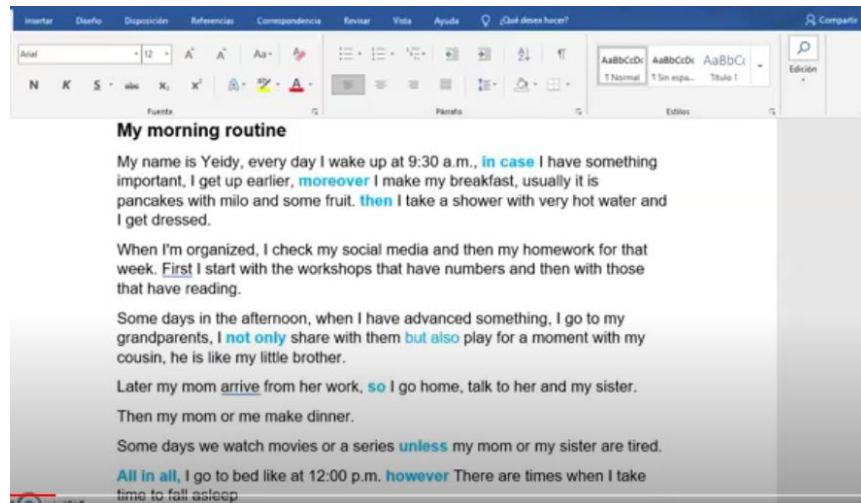 Insertar Diseño Disposición Referencias Correspondencia Revisar Vista Ayuda ¿Qué desea hacer? Compartir
Arial 12 A A Aa
AaBbCcDc AaBbCcDc AaBbCc
N K S abc X₂ X² A A
¶ Normal ¶ Sin espa... Título 1
Edición
Fuente Párrafo Estilos
My morning routine
My name is Yeidy, every day I wake up at 9:30 a.m., in case I have something
important, I get up earlier, moreover I make my breakfast, usually it is
pancakes with milo and some fruit. then I take a shower with very hot water and
I get dressed.
When I'm organized, I check my social media and then my homework for that
week. First I start with the workshops that have numbers and then with those
that have reading.
Some days in the afternoon, when I have advanced something, I go to my
grandparents, I not only share with them but also play for a moment with my
cousin, he is like my little brother.
Later my mom arrive from her work, so I go home, talk to her and my sister.
Then my mom or me make dinner.
Some days we watch movies or a series unless my mom or my sister are tired.
All in all, I go to bed like at 12:00 p.m. however There are times when I take
time to fall asleep